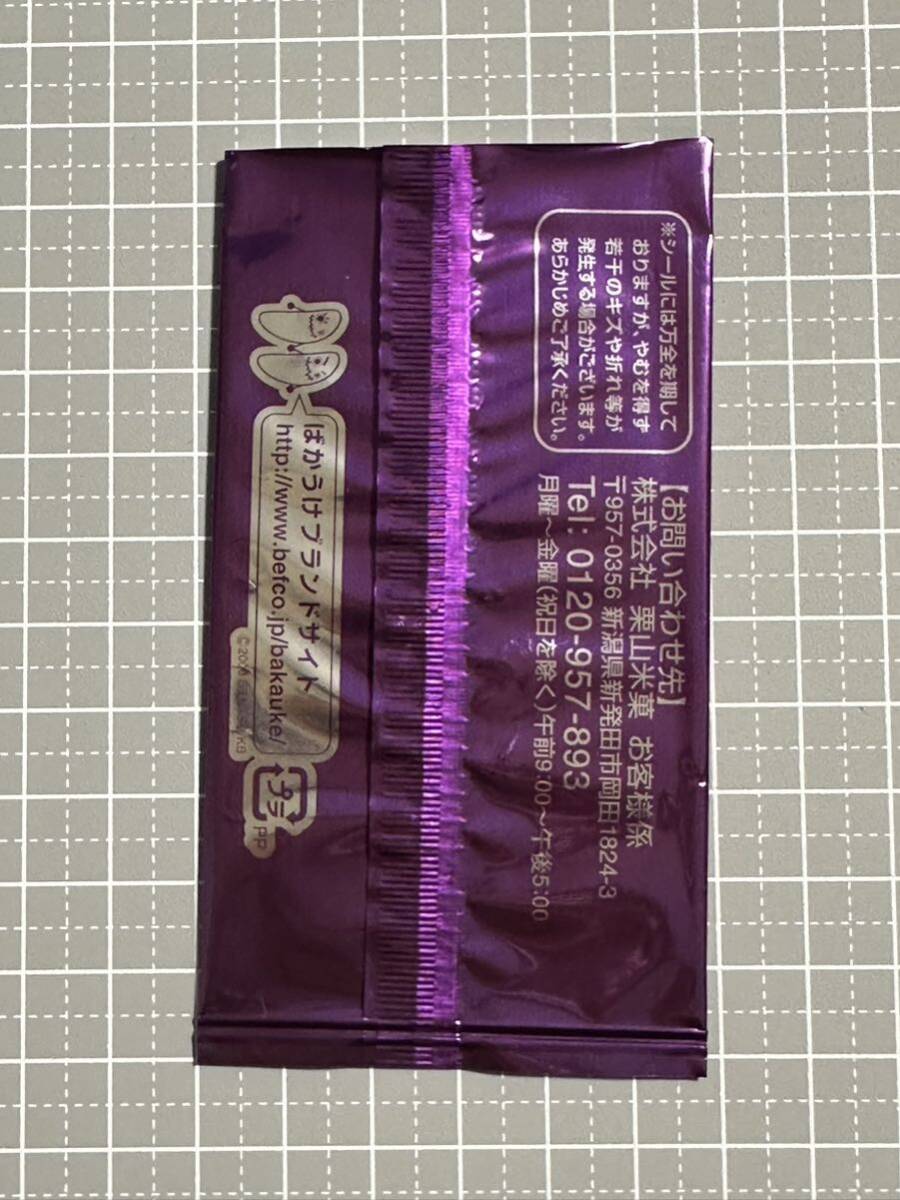 ※シールには万全を期して
おりますが、やむを得ず
若干のキズや折れ等が
発生する場合がございます。
あらかじめご了承ください。
【お問い合わせ先】
株式会社 栗山米菓 お客様係
〒957-0356 新潟県新発田市岡田1824-3
Tel: 0120-957-893
月曜～金曜(祝日を除く)午前9:00～午後5:00
ばかうけブランドサイト
http://www.befco.jp/bakauke/
プラ
PP